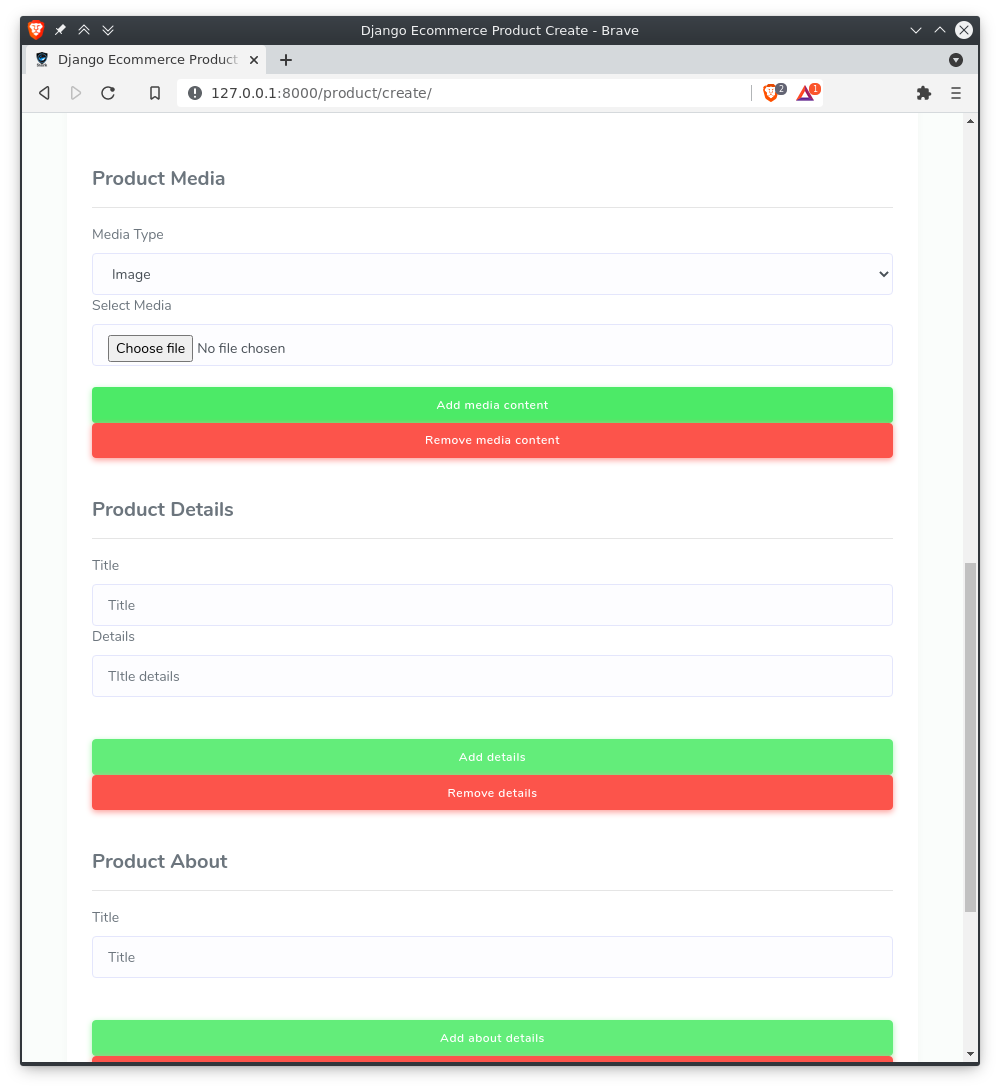 Django Ecommerce Product Create - Brave
Django Ecommerce Product
127.0.0.1:8000/product/create/
2
1
Product Media
Media Type
Image
Select Media
Choose file No file chosen
Add media content
Remove media content
Product Details
Title
Title
Details
TItle details
Add details
Remove details
Product About
Title
Title
Add about details